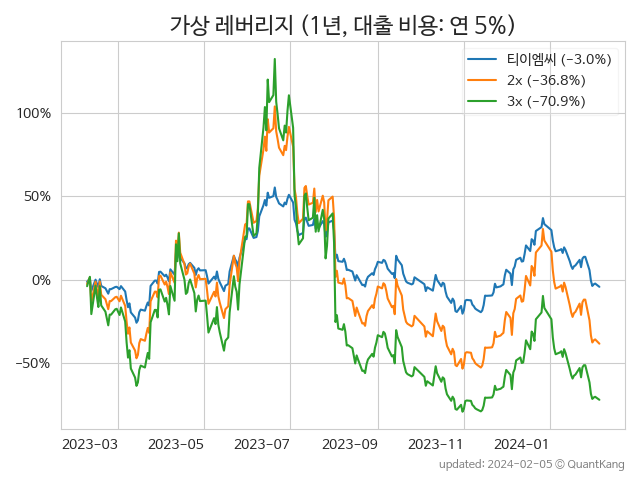 가상 레버리지 (1년, 대출 비용: 연 5%)
티이엠씨 (−3.0%)
2x (−36.8%)
3x (−70.9%)
100%
50%
0%
−50%
2023−03 2023−05 2023−07 2023−09 2023−11 2024−01
updated: 2024−02−05 © QuantKang